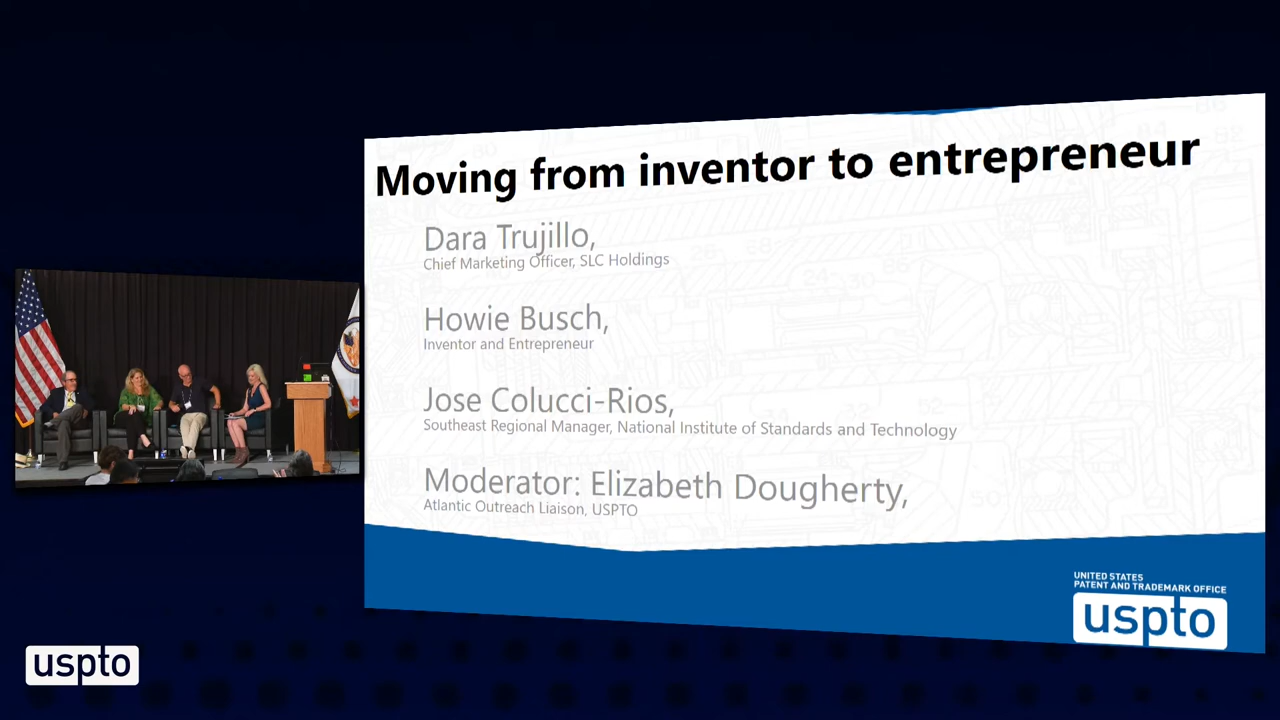 Moving from inventor to entrepreneur
Dara Trujillo,
Chief Marketing Officer, SLC Holdings
Howie Busch,
Inventor and Entrepreneur
Jose Colucci-Rios,
Southeast Regional Manager, National Institute of Standards and Technology
Moderator: Elizabeth Dougherty,
Atlantic Outreach Liaison, USPTO
UNITED STATES
PATENT AND TRADEMARK OFFICE
uspto
uspto